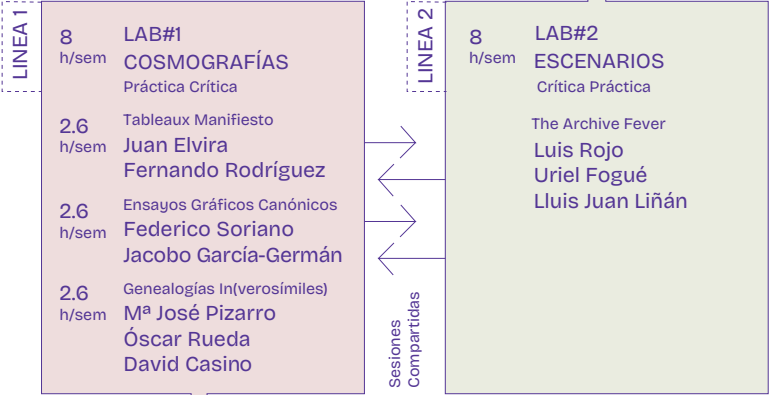 LINEA 1
8
h/sem
LAB#1
COSMOGRAFÍAS
Práctica Crítica
2.6
h/sem
Tableaux Manifiesto
Juan Elvira
Fernando Rodríguez
2.6
h/sem
Ensayos Gráficos Canónicos
Federico Soriano
Jacobo García-Germán
2.6
h/sem
Genealogías In(verosímiles)
Mª José Pizarro
Óscar Rueda
David Casino
Sesiones
Compartidas
LINEA 2
8
h/sem
LAB#2
ESCENARIOS
Crítica Práctica
The Archive Fever
Luis Rojo
Uriel Fogué
Lluis Juan Liñán